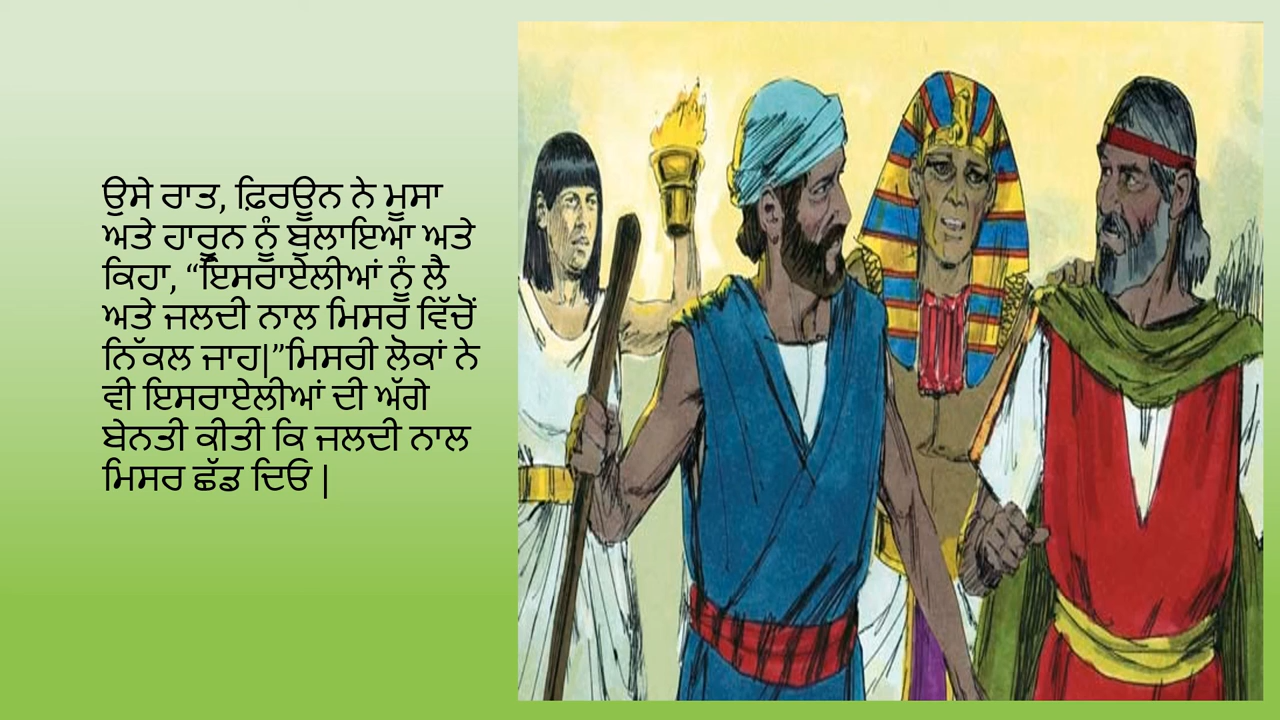 ਉਸੇ ਰਾਤ, ਫ਼ਿਰਊਨ ਨੇ ਮੂਸਾ
ਅਤੇ ਹਾਰੂਨ ਨੂੰ ਬੁਲਾਇਆ ਅਤੇ
ਕਿਹਾ, “ਇਸਰਾਏਲੀਆਂ ਨੂੰ ਲੈ
ਅਤੇ ਜਲਦੀ ਨਾਲ ਮਿਸਰ ਵਿੱਚੋਂ
ਨਿੱਕਲ ਜਾਹ|”ਮਿਸਰੀ ਲੋਕਾਂ ਨੇ
ਵੀ ਇਸਰਾਏਲੀਆਂ ਦੀ ਅੱਗੇ
ਬੇਨਤੀ ਕੀਤੀ ਕਿ ਜਲਦੀ ਨਾਲ
ਮਿਸਰ ਛੱਡ ਦਿਓ |